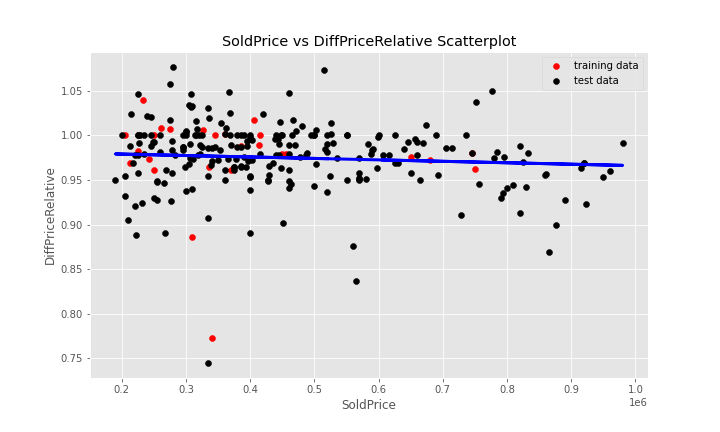 SoldPrice vs DiffPriceRelative Scatterplot
training data
test data
DiffPriceRelative
1.05
1.00
0.95
0.90
0.85
0.80
0.75
0.2 0.3 0.4 0.5 0.6 0.7 0.8 0.9 1.0
1e6
SoldPrice